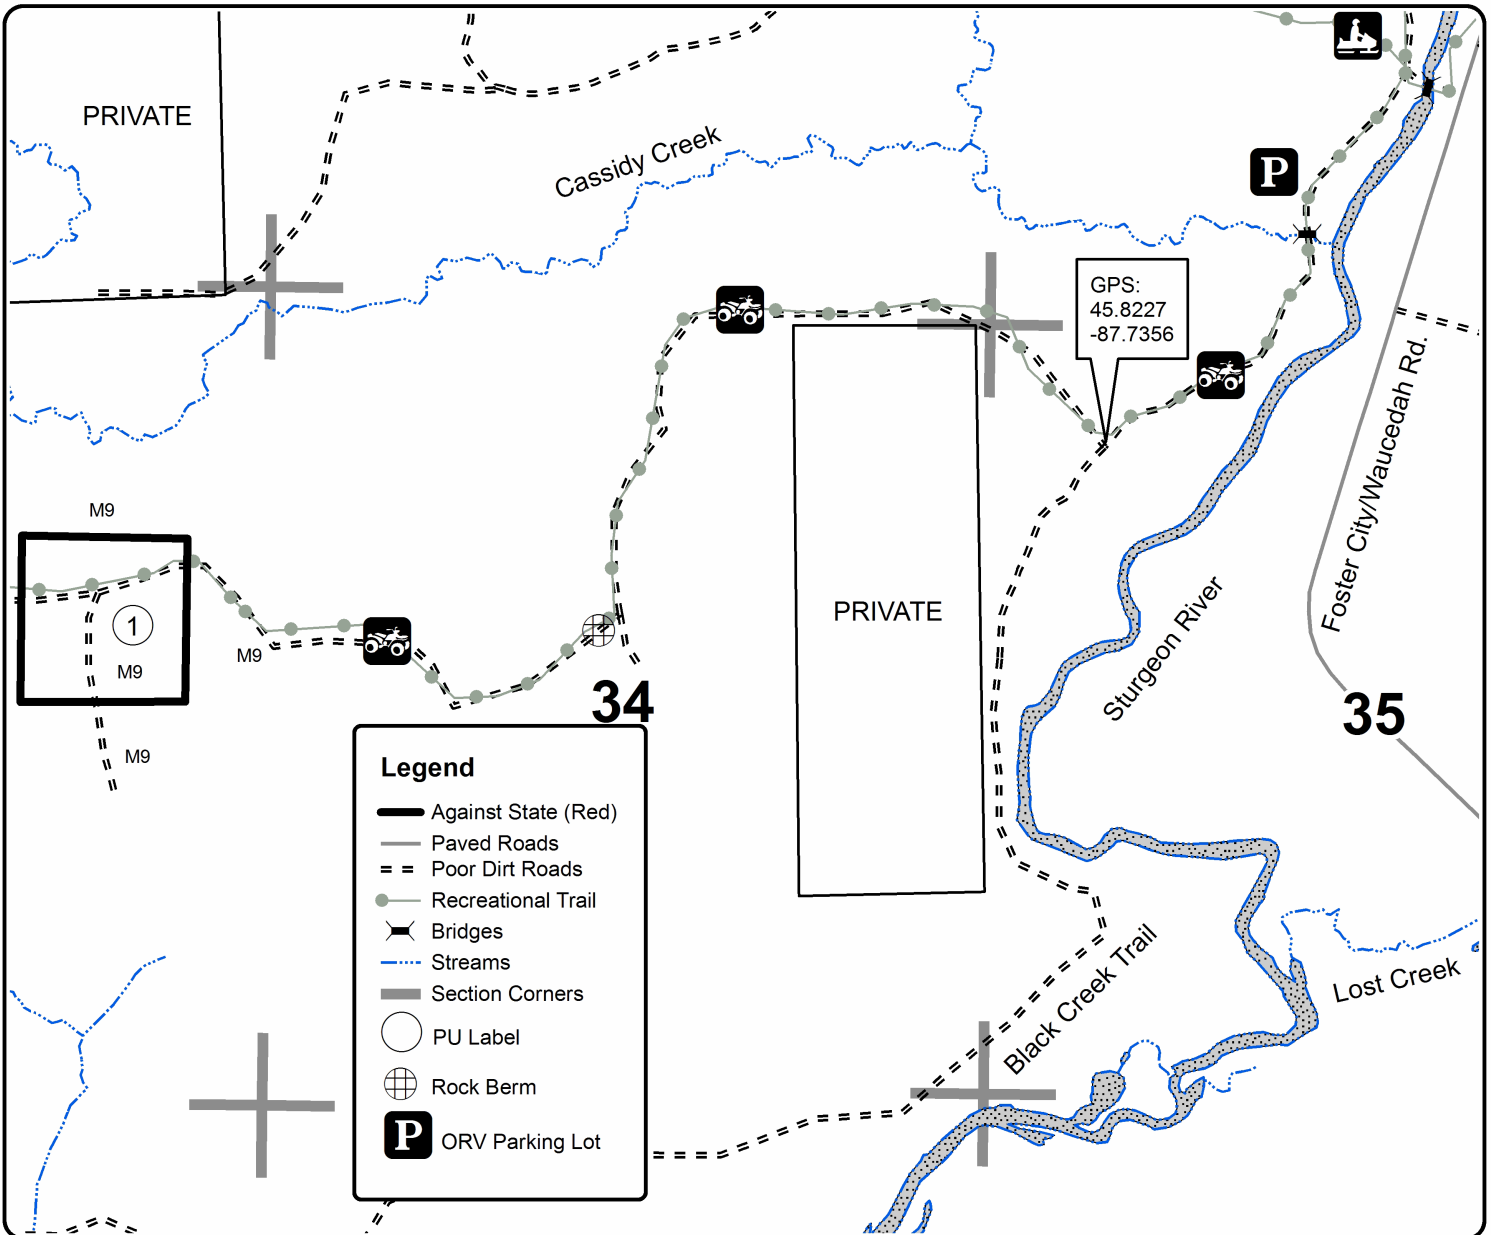 PRIVATE
Cassidy Creek
P
GPS:
45.8227
-87.7356
Foster City/Waucedah Rd.
M9
1
M9
M9
M9
PRIVATE
Sturgeon River
34
35
Legend
Against State (Red)
Paved Roads
Poor Dirt Roads
Recreational Trail
Bridges
Streams
Section Corners
PU Label
Rock Berm
P
ORV Parking Lot
Black Creek Trail
Lost Creek